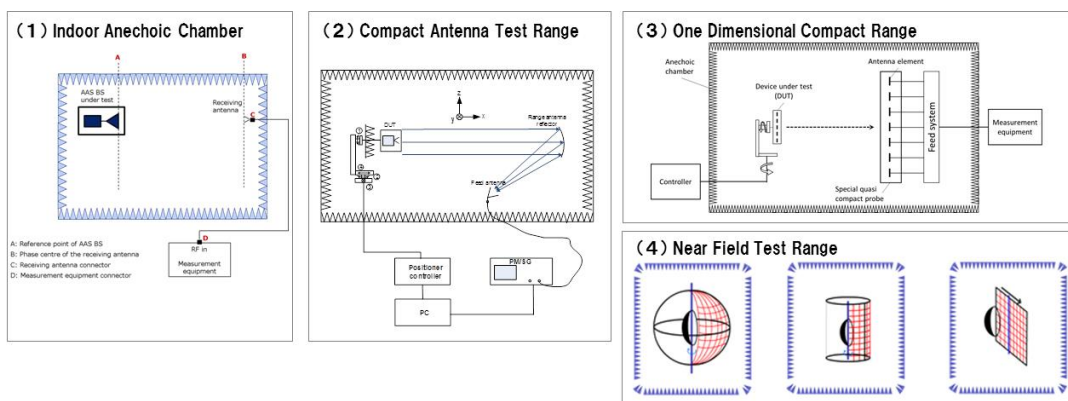 (1) Indoor Anechoic Chamber
A
B
AAS BS
under test
Receiving
antenna
C
D
RF in
Measurement
equipment
A: Reference point of AAS BS
B: Phase centre of the receiving antenna
C: Receiving antenna connector
D: Measurement equipment connector
(2) Compact Antenna Test Range
z
y
x
DUT
Range antenna
reflector
Feed antenna
Positioner
controller
PM/SG
PC
(3) One Dimensional Compact Range
Anechoic
chamber
Antenna element
Device under test
(DUT)
Feed system
Measurement
equipment
Controller
Special quasi
compact probe
(4) Near Field Test Range